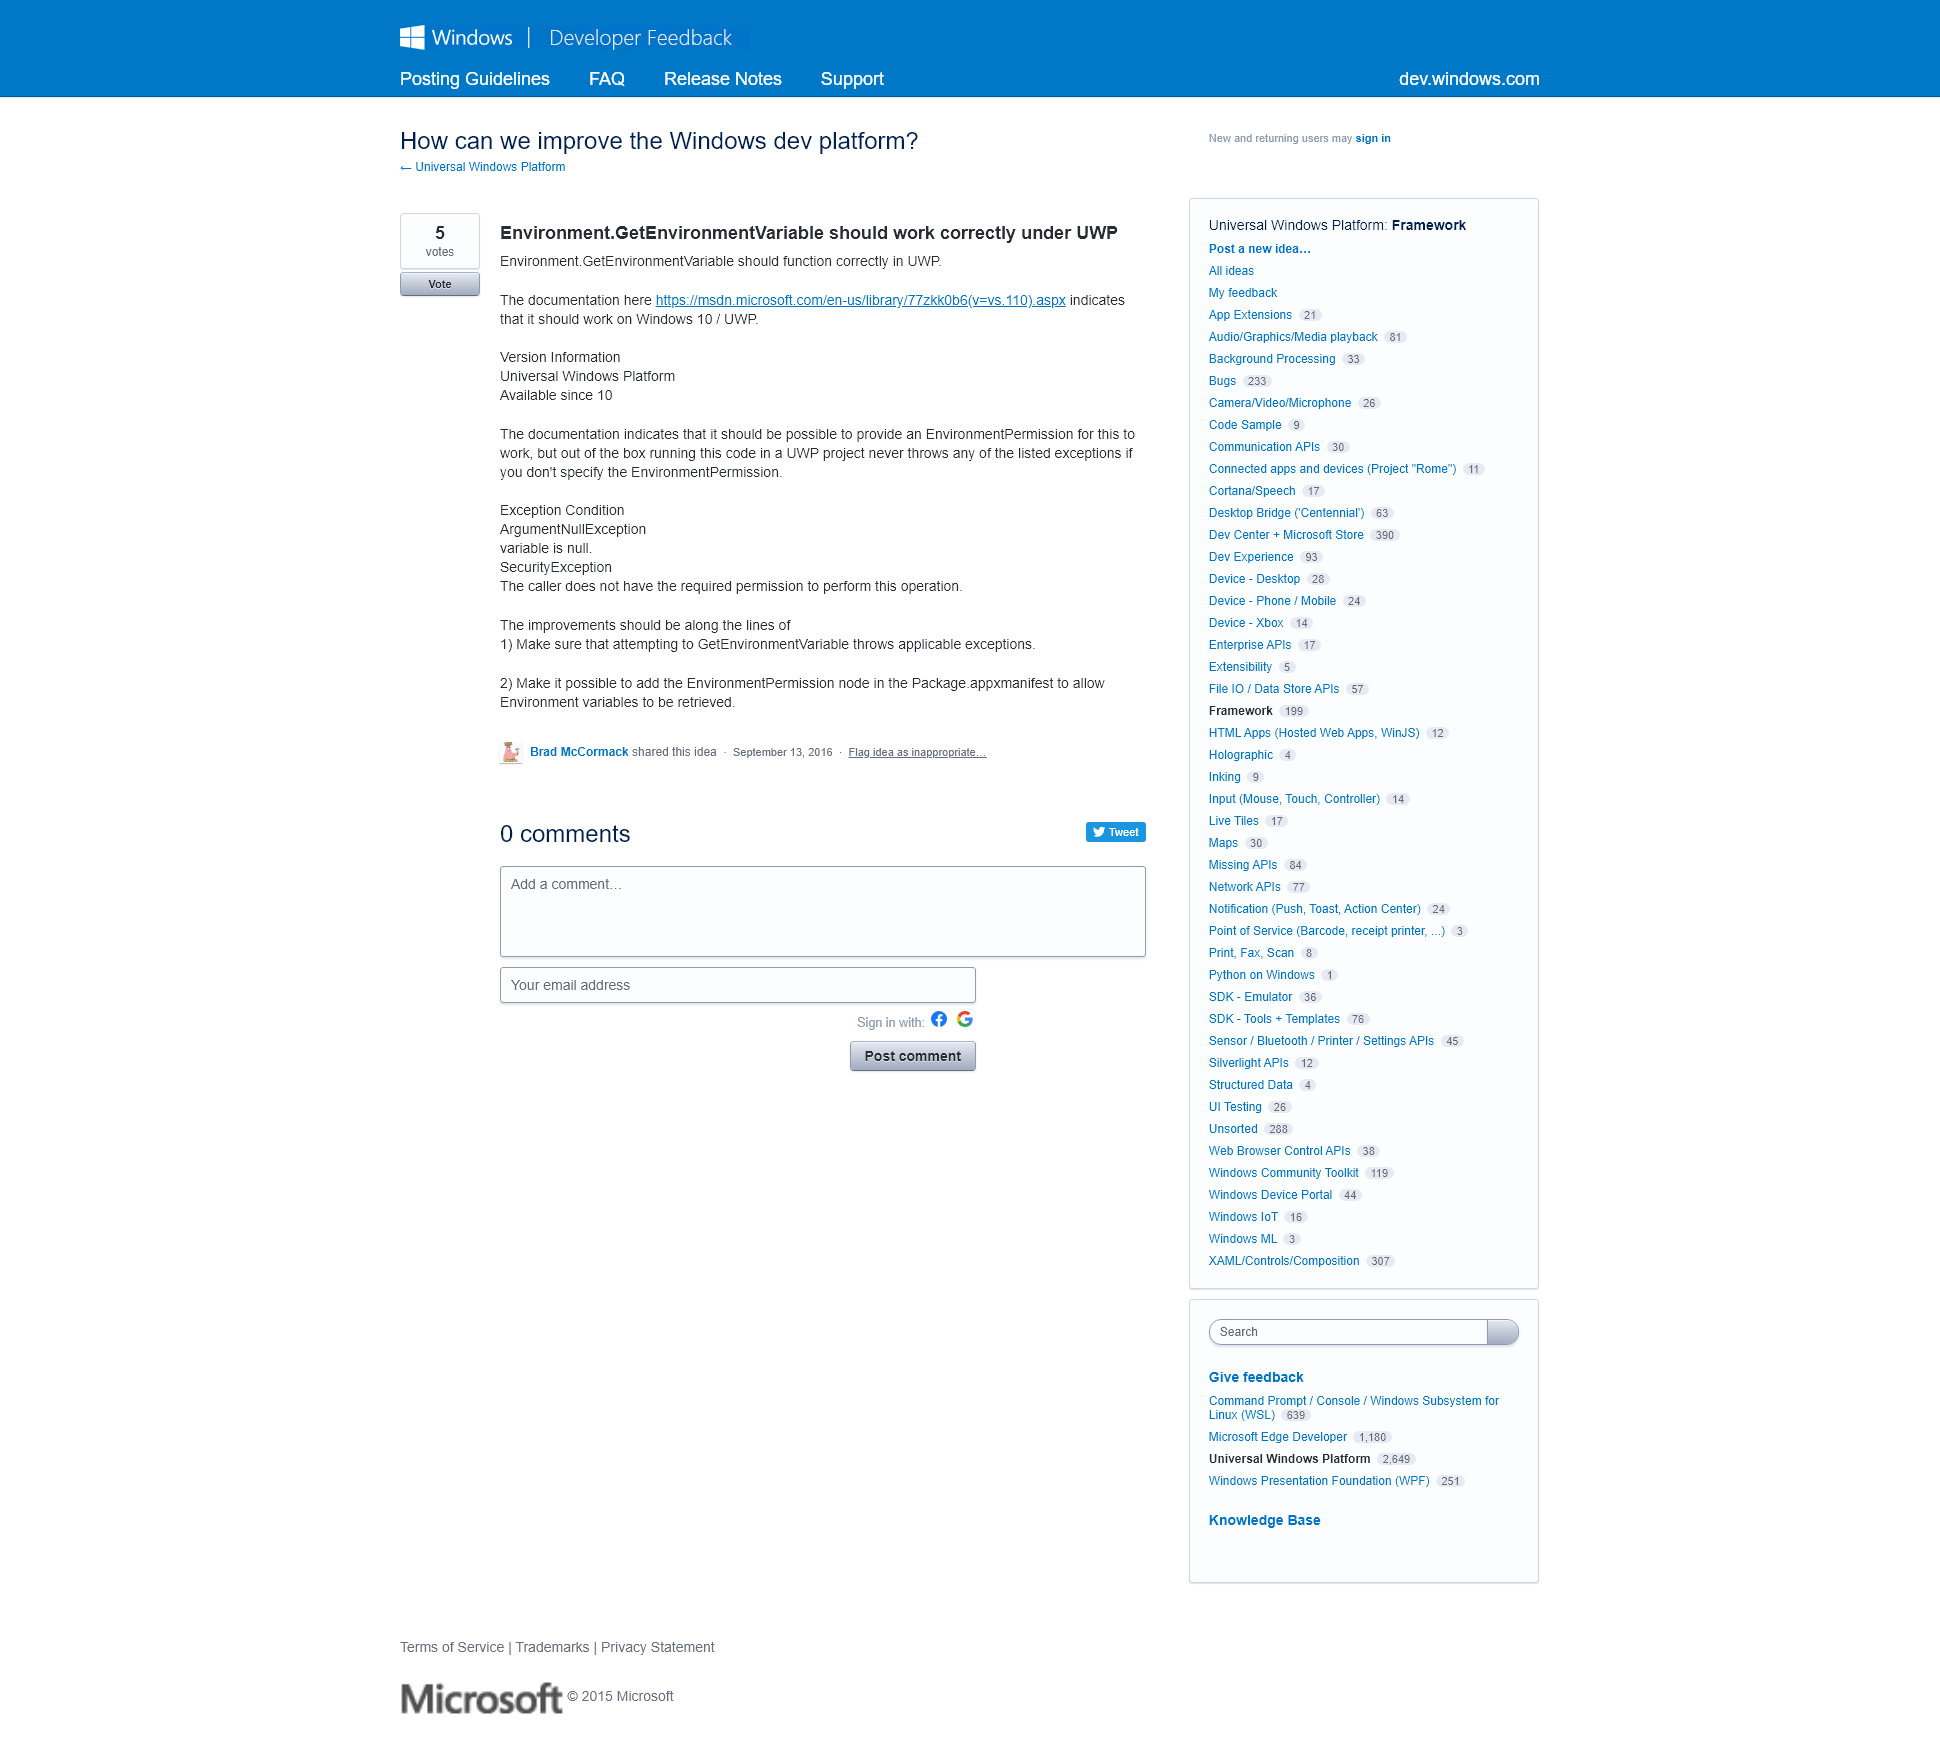 Windows | Developer Feedback
Posting Guidelines FAQ Release Notes Support dev.windows.com
How can we improve the Windows dev platform?
← Universal Windows Platform
New and returning users may sign in
5
votes
Vote
Environment.GetEnvironmentVariable should work correctly under UWP
Environment.GetEnvironmentVariable should function correctly in UWP.
The documentation here https://msdn.microsoft.com/en-us/library/77zkk0b6(v=vs.110).aspx indicates
that it should work on Windows 10 / UWP.
Version Information
Universal Windows Platform
Available since 10
The documentation indicates that it should be possible to provide an EnvironmentPermission for this to
work, but out of the box running this code in a UWP project never throws any of the listed exceptions if
you don't specify the EnvironmentPermission.
Exception Condition
ArgumentNullException
variable is null.
SecurityException
The caller does not have the required permission to perform this operation.
The improvements should be along the lines of
1) Make sure that attempting to GetEnvironmentVariable throws applicable exceptions.
2) Make it possible to add the EnvironmentPermission node in the Package.appxmanifest to allow
Environment variables to be retrieved.
Brad McCormack shared this idea · September 13, 2016 · Flag idea as inappropriate…
0 comments
Tweet
Add a comment…
Your email address
Sign in with:
Post comment
Universal Windows Platform: Framework
Post a new idea…
All ideas
My feedback
App Extensions 21
Audio/Graphics/Media playback 81
Background Processing 33
Bugs 233
Camera/Video/Microphone 26
Code Sample 9
Communication APIs 30
Connected apps and devices (Project "Rome") 11
Cortana/Speech 17
Desktop Bridge ('Centennial') 63
Dev Center + Microsoft Store 390
Dev Experience 93
Device - Desktop 28
Device - Phone / Mobile 24
Device - Xbox 14
Enterprise APIs 17
Extensibility 5
File IO / Data Store APIs 57
Framework 199
HTML Apps (Hosted Web Apps, WinJS) 12
Holographic 4
Inking 9
Input (Mouse, Touch, Controller) 14
Live Tiles 17
Maps 30
Missing APIs 84
Network APIs 77
Notification (Push, Toast, Action Center) 24
Point of Service (Barcode, receipt printer, ...) 3
Print, Fax, Scan 8
Python on Windows 1
SDK - Emulator 36
SDK - Tools + Templates 76
Sensor / Bluetooth / Printer / Settings APIs 45
Silverlight APIs 12
Structured Data 4
UI Testing 26
Unsorted 288
Web Browser Control APIs 38
Windows Community Toolkit 119
Windows Device Portal 44
Windows IoT 16
Windows ML 3
XAML/Controls/Composition 307
Search
Give feedback
Command Prompt / Console / Windows Subsystem for
Linux (WSL) 639
Microsoft Edge Developer 1,180
Universal Windows Platform 2,649
Windows Presentation Foundation (WPF) 251
Knowledge Base
Terms of Service | Trademarks | Privacy Statement
Microsoft © 2015 Microsoft